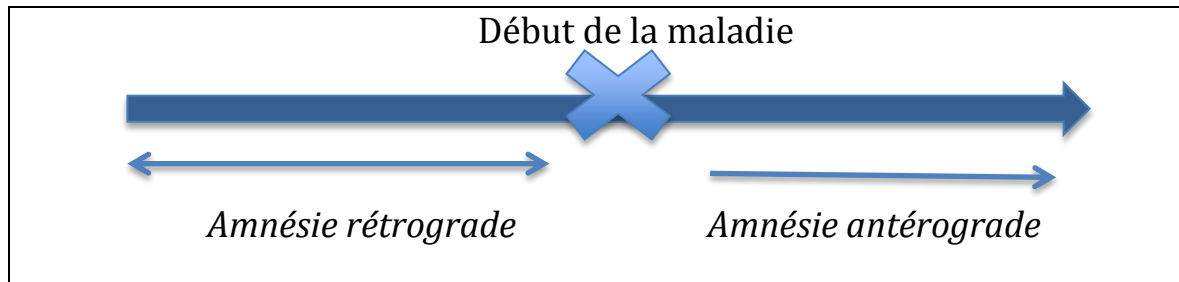 Début de la maladie
Amnésie rétrograde
Amnésie antérograde